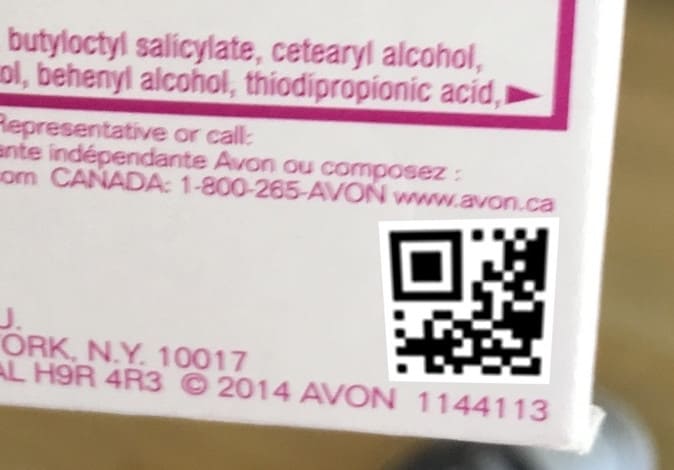 butyloctyl salicylate, cetearyl alcohol,
ol, behenyl alcohol, thiodipropionic acid,
Representative or call:
ante indépendante Avon ou composez :
om CANADA: 1-800-265-AVON www.avon.ca
J.
ORK, N.Y. 10017
AL H9R 4R3 © 2014 AVON 1144113